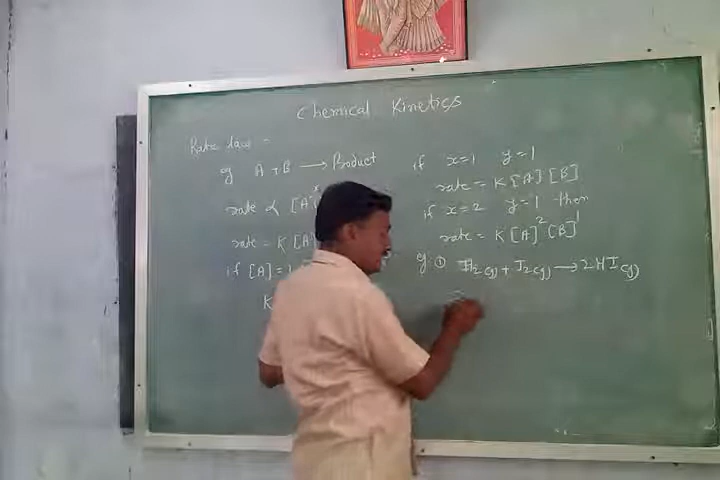 Chemical Kinetics
Rate law -
eg A + B → Product
rate ∝ [A]ˣ
rate = K [A]
if [A] = 1
K
if x=1 y=1
rate = K [A] [B]
if x=2 y=1 then
rate = K [A]² [B]¹
eg ① H₂(g) + I₂(g) → 2HI(g)